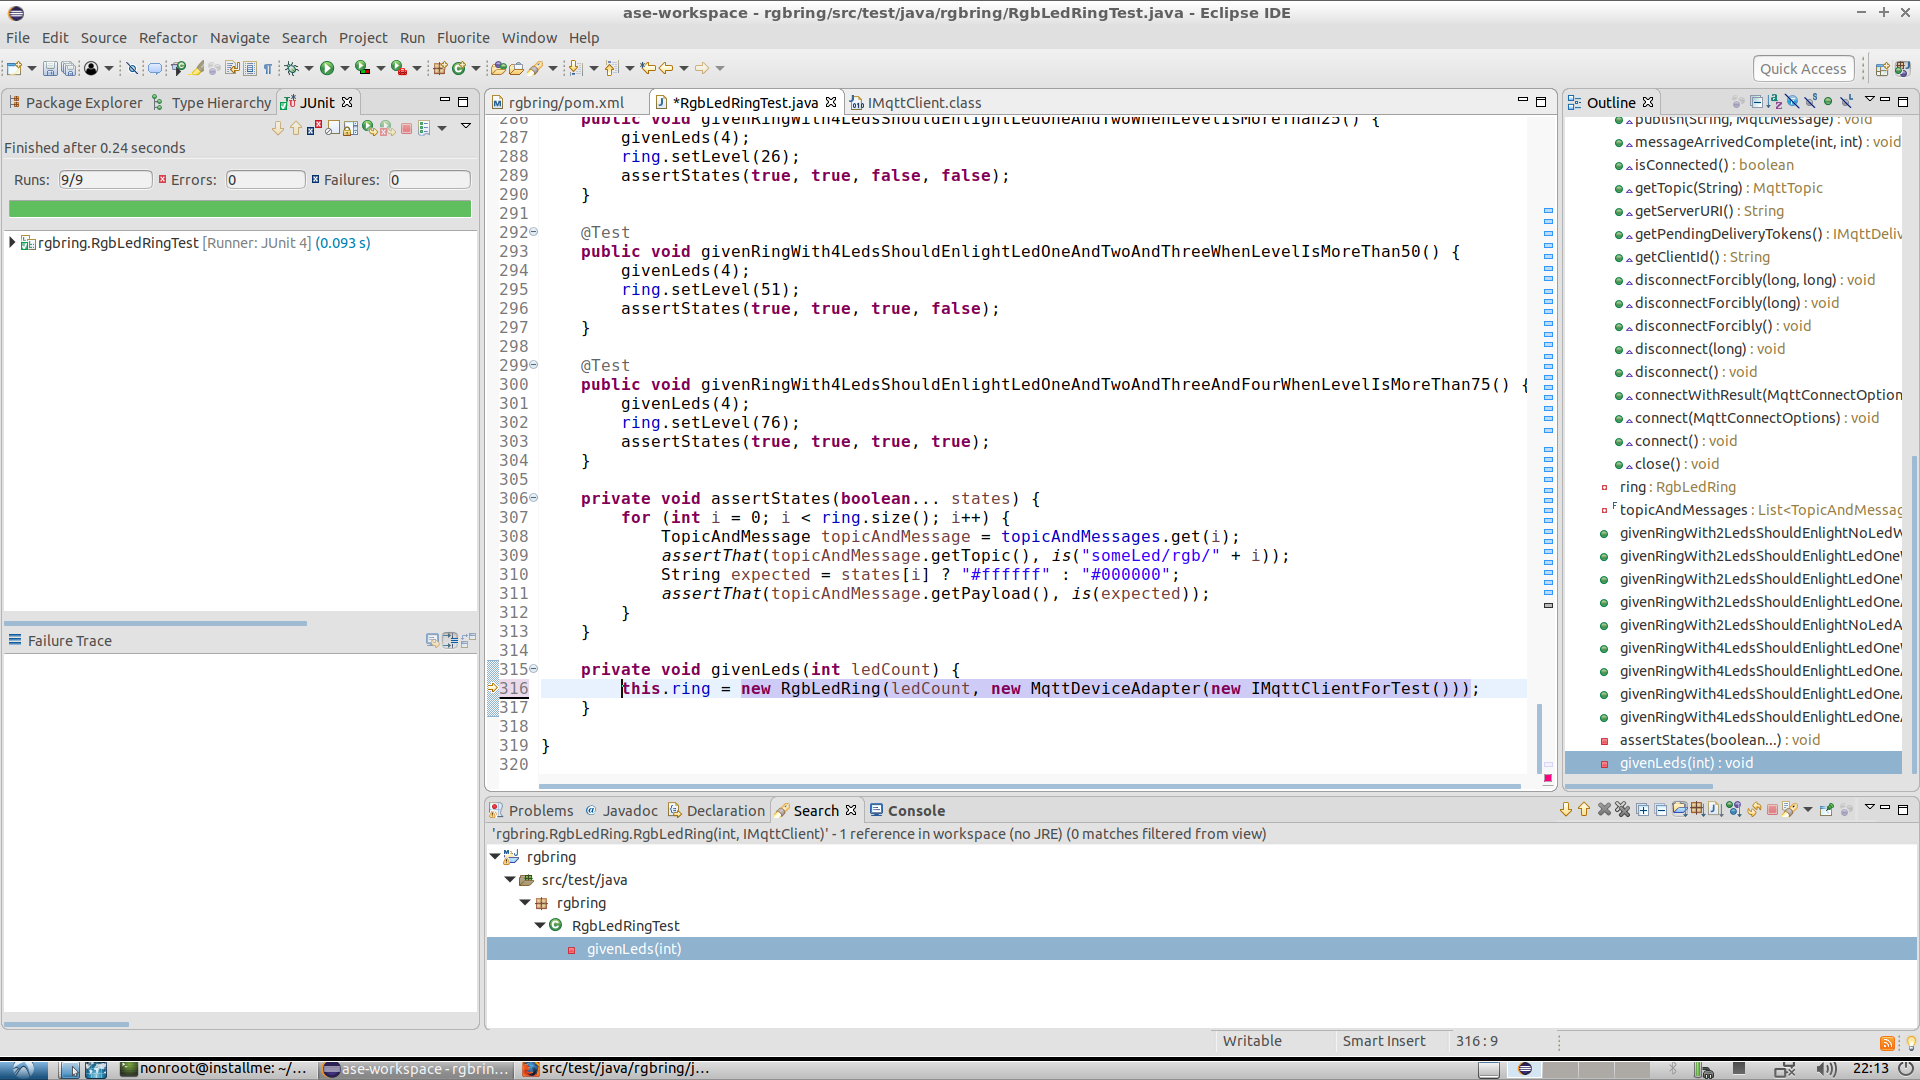 ase-workspace - rgbring/src/test/java/rgbring/RgbLedRingTest.java - Eclipse IDE
File Edit Source Refactor Navigate Search Project Run Fluorite Window Help
Quick Access
Package Explorer Type Hierarchy JUnit
Finished after 0.24 seconds
Runs: 9/9 Errors: 0 Failures: 0
rgbring.RgbLedRingTest [Runner: JUnit 4] (0.093 s)
Failure Trace
rgbring/pom.xml *RgbLedRingTest.java IMqttClient.class
286 public void givenRingWith4LedsShouldEnlightLedOneAndTwoWhenLevelIsMoreThan25() {
287 givenLeds(4);
288 ring.setLevel(26);
289 assertStates(true, true, false, false);
290 }
291
292 @Test
293 public void givenRingWith4LedsShouldEnlightLedOneAndTwoAndThreeWhenLevelIsMoreThan50() {
294 givenLeds(4);
295 ring.setLevel(51);
296 assertStates(true, true, true, false);
297 }
298
299 @Test
300 public void givenRingWith4LedsShouldEnlightLedOneAndTwoAndThreeAndFourWhenLevelIsMoreThan75() {
301 givenLeds(4);
302 ring.setLevel(76);
303 assertStates(true, true, true, true);
304 }
305
306 private void assertStates(boolean... states) {
307 for (int i = 0; i < ring.size(); i++) {
308 TopicAndMessage topicAndMessage = topicAndMessages.get(i);
309 assertThat(topicAndMessage.getTopic(), is("someLed/rgb/" + i));
310 String expected = states[i] ? "#ffffff" : "#000000";
311 assertThat(topicAndMessage.getPayload(), is(expected));
312 }
313 }
314
315 private void givenLeds(int ledCount) {
316 this.ring = new RgbLedRing(ledCount, new MqttDeviceAdapter(new IMqttClientForTest()));
317 }
318
319 }
320
Outline
publish(String, MqttMessage) : void
messageArrivedComplete(int, int) : void
isConnected() : boolean
getTopic(String) : MqttTopic
getServerURI() : String
getPendingDeliveryTokens() : IMqttDeliv
getClientId() : String
disconnectForcibly(long, long) : void
disconnectForcibly(long) : void
disconnectForcibly() : void
disconnect(long) : void
disconnect() : void
connectWithResult(MqttConnectOption
connect(MqttConnectOptions) : void
connect() : void
close() : void
ring : RgbLedRing
topicAndMessages : List<TopicAndMessag
givenRingWith2LedsShouldEnlightNoLedW
givenRingWith2LedsShouldEnlightLedOne
givenRingWith2LedsShouldEnlightLedOne
givenRingWith2LedsShouldEnlightLedOne
givenRingWith2LedsShouldEnlightNoLedA
givenRingWith4LedsShouldEnlightLedOne
givenRingWith4LedsShouldEnlightLedOneA
givenRingWith4LedsShouldEnlightLedOneA
givenRingWith4LedsShouldEnlightLedOneA
assertStates(boolean...) : void
givenLeds(int) : void
Problems Javadoc Declaration Search Console
'rgbring.RgbLedRing.RgbLedRing(int, IMqttClient)' - 1 reference in workspace (no JRE) (0 matches filtered from view)
rgbring
src/test/java
rgbring
RgbLedRingTest
givenLeds(int)
Writable Smart Insert 316 : 9
nonroot@installme: ~/... ase-workspace - rgbrin... src/test/java/rgbring/j... 22:13